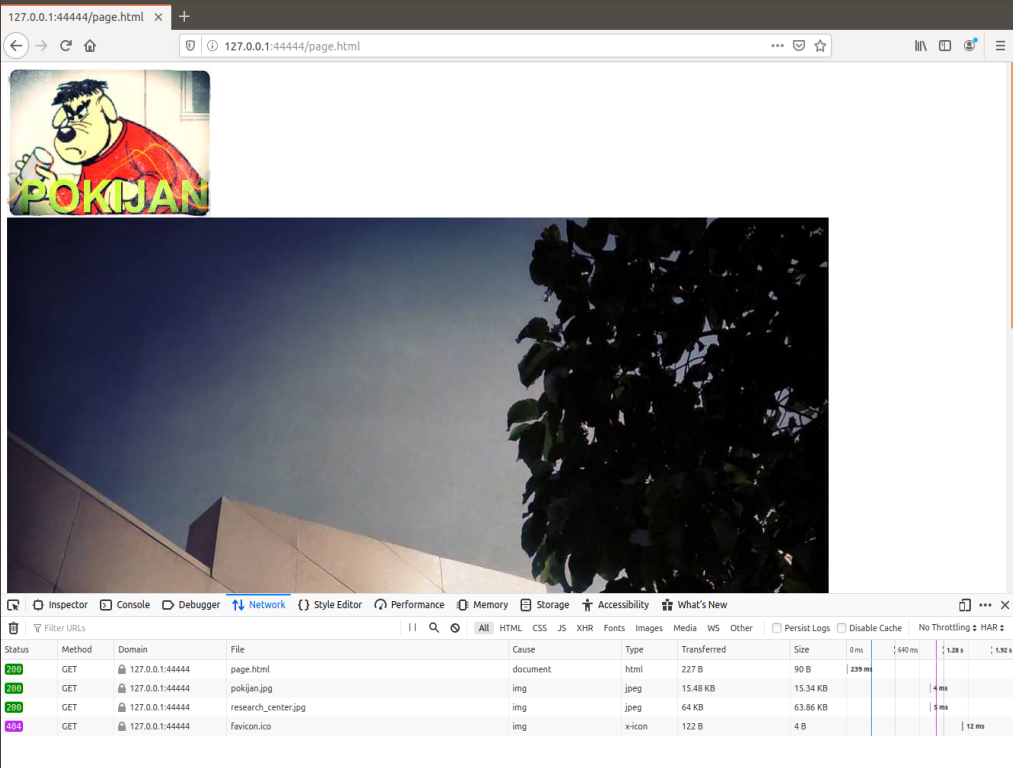 127.0.0.1:44444/page.html
127.0.0.1:44444/page.html
POKIJAN
Inspector Console Debugger Network Style Editor Performance Memory Storage Accessibility What's New
Filter URLs All HTML CSS JS XHR Fonts Images Media WS Other Persist Logs Disable Cache No Throttling HAR
Status Method Domain File Cause Type Transferred Size 0 ms 640 ms 1.28 s 1.92 s
200 GET 127.0.0.1:44444 page.html document html 227 B 90 B 239 ms
200 GET 127.0.0.1:44444 pokijan.jpg img jpeg 15.48 KB 15.34 KB 4 ms
200 GET 127.0.0.1:44444 research_center.jpg img jpeg 64 KB 63.86 KB 5 ms
404 GET 127.0.0.1:44444 favicon.ico img x-icon 122 B 4 B 12 ms